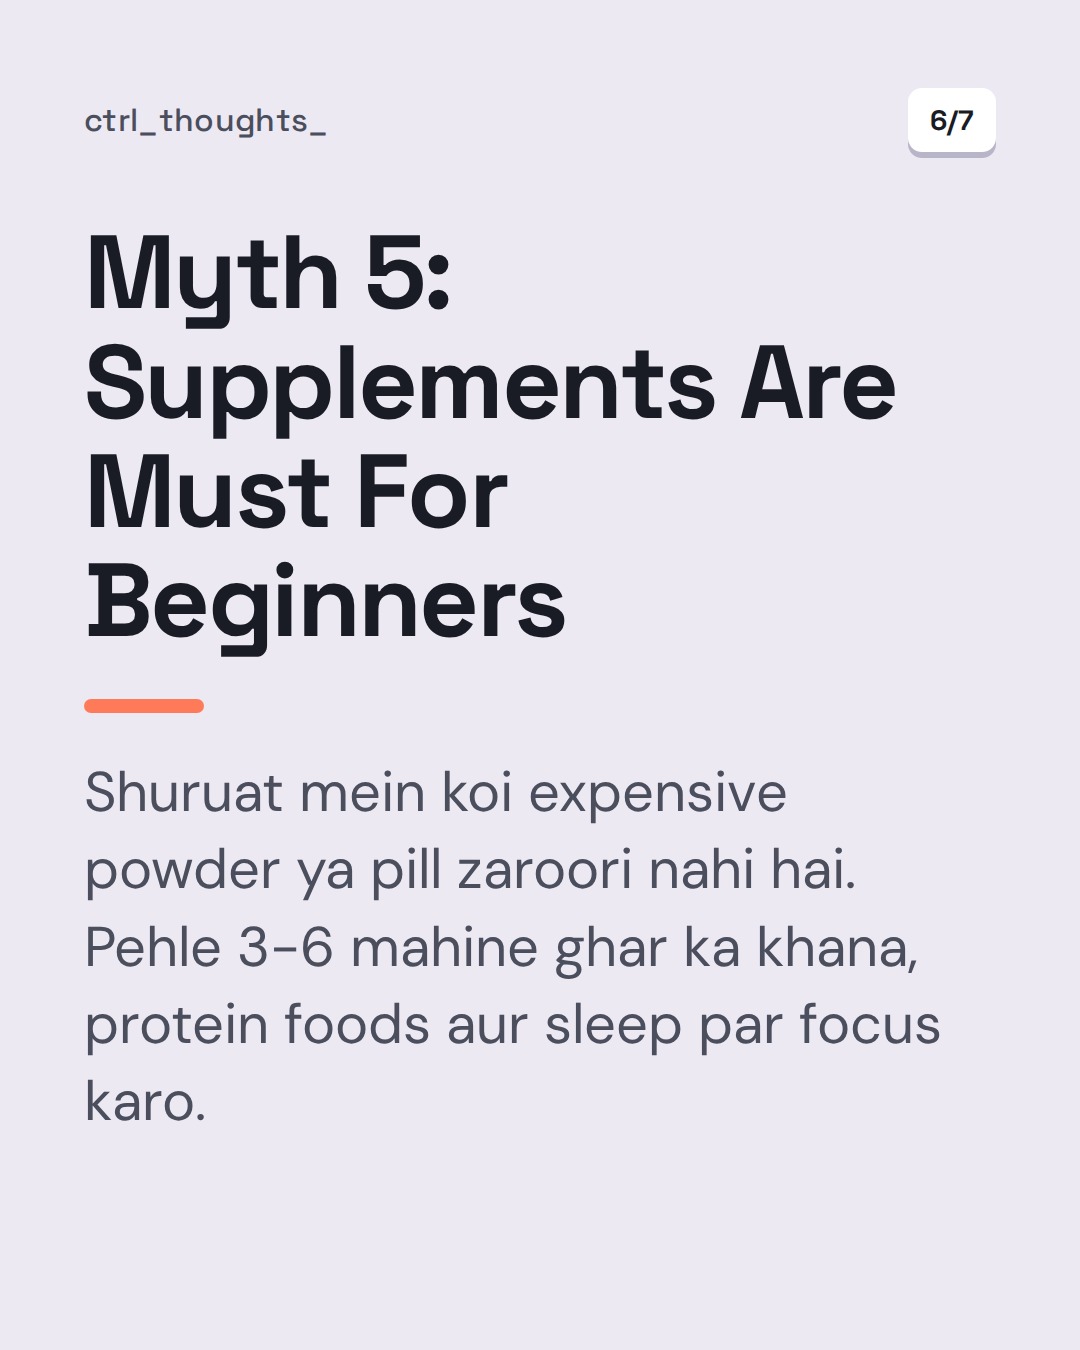 ctrl_thoughts_
6/7
Myth 5:
Supplements Are
Must For
Beginners
Shuruat mein koi expensive
powder ya pill zaroori nahi hai.
Pehle 3-6 mahine ghar ka khana,
protein foods aur sleep par focus
karo.